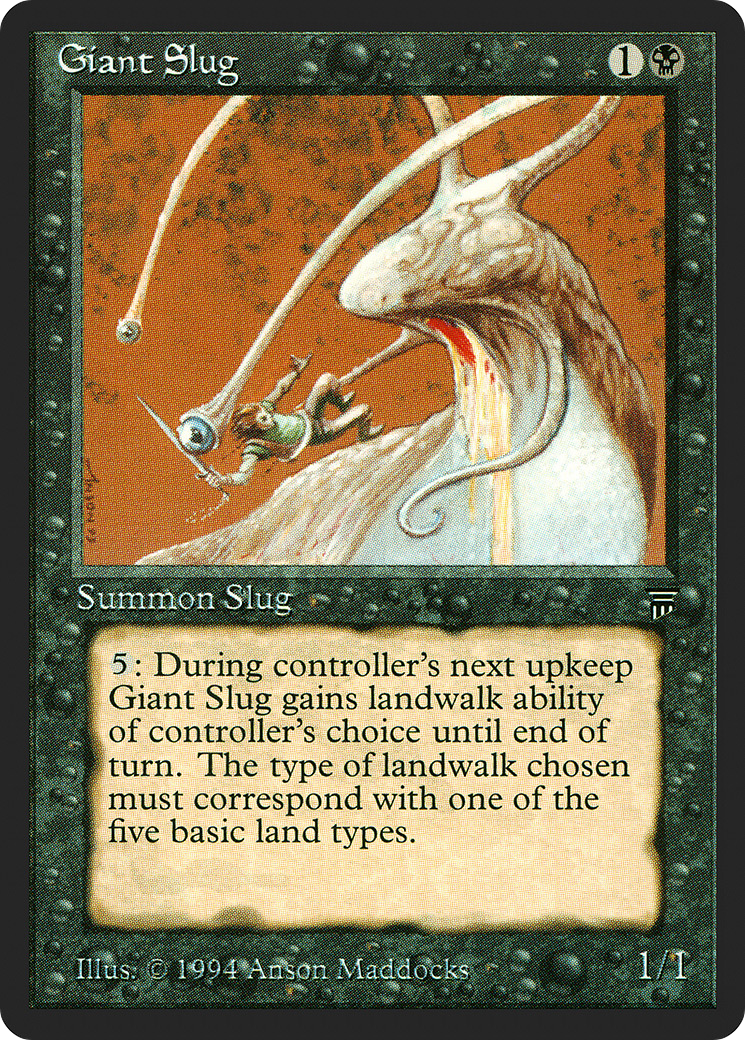 Giant Slug 1
Summon Slug
5: During controller's next upkeep
Giant Slug gains landwalk ability
of controller's choice until end of
turn. The type of landwalk chosen
must correspond with one of the
five basic land types.
Illus. © 1994 Anson Maddocks 1/1